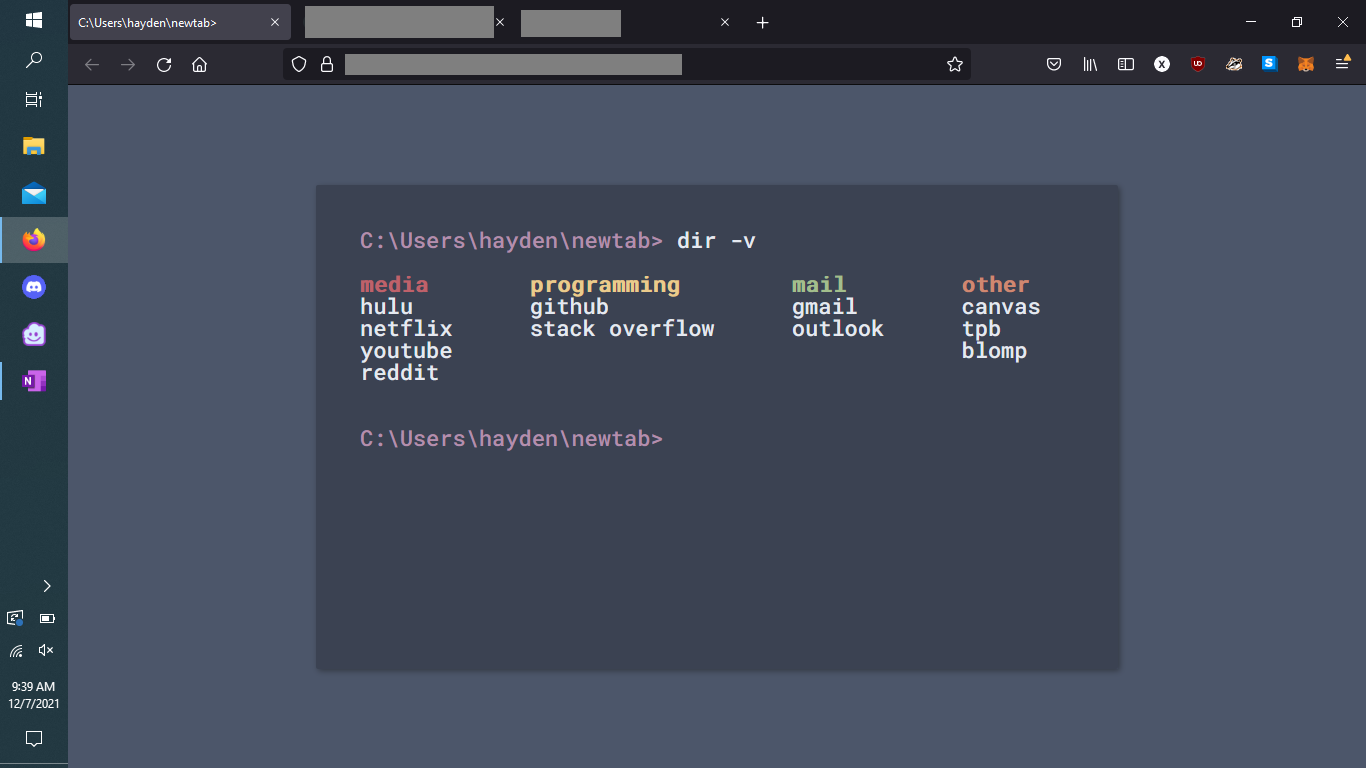 C:\Users\hayden\newtab>
C:\Users\hayden\newtab> dir -v
media programming mail other
hulu github gmail canvas
netflix stack overflow outlook tpb
youtube blomp
reddit
C:\Users\hayden\newtab>
9:39 AM
12/7/2021
X
UD
S
N